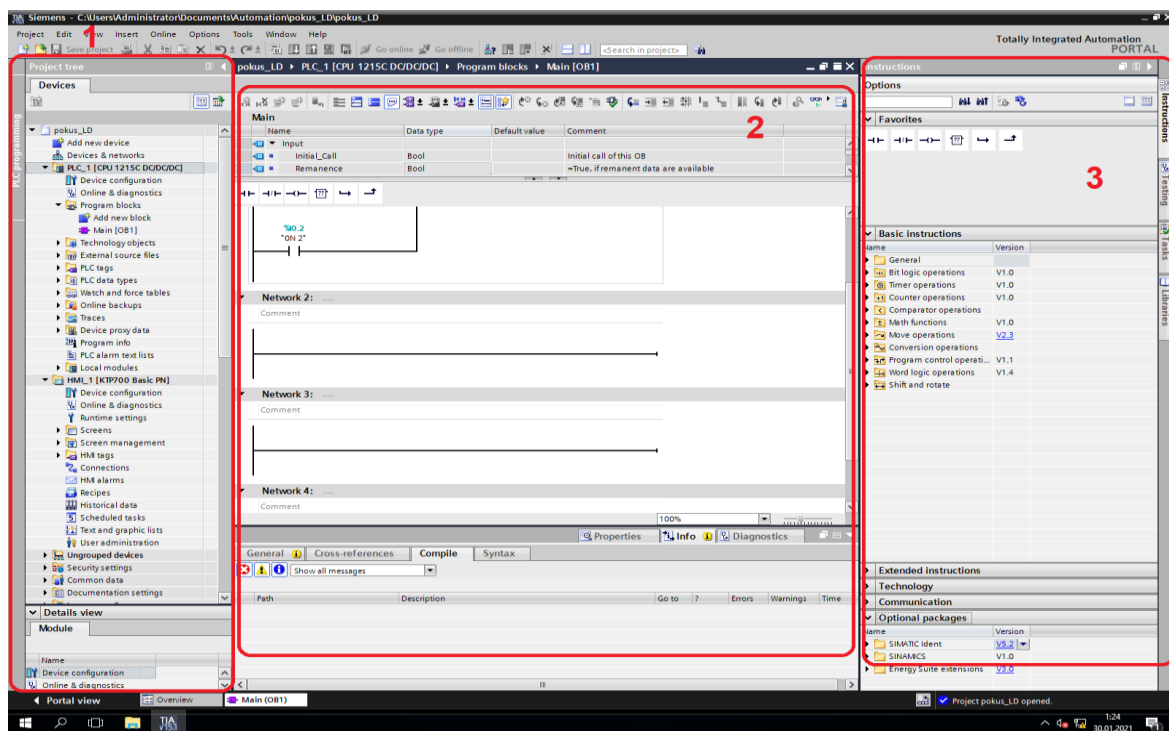 Siemens - C:\Users\Administrator\Documents\Automation\pokus_LD\pokus_LD
Project Edit View Insert Online Options Tools Window Help
Totally Integrated Automation
PORTAL
Save project Go online Go offline <Search in project>
1
Project tree
Devices
PLC programming
pokus_LD
Add new device
Devices & networks
PLC_1 [CPU 1215C DC/DC/DC]
Device configuration
Online & diagnostics
Program blocks
Add new block
Main [OB1]
Technology objects
External source files
PLC tags
PLC data types
Watch and force tables
Online backups
Traces
Device proxy data
Program info
PLC alarm text lists
Local modules
HMI_1 [KTP700 Basic PN]
Device configuration
Online & diagnostics
Runtime settings
Screens
Screen management
HMI tags
Connections
HMI alarms
Recipes
Historical data
Scheduled tasks
Text and graphic lists
User administration
Ungrouped devices
Security settings
Common data
Documentation settings
Details view
Module
Name
Device configuration
Online & diagnostics
pokus_LD PLC_1 [CPU 1215C DC/DC/DC] Program blocks Main [OB1]
2
Main
Name Data type Default value Comment
Input
Initial_Call Bool Initial call of this OB
Remanence Bool =True, if remanent data are available
%I0.2
"ON 2"
Network 2: .....
Comment
Network 3: .....
Comment
Network 4: .....
Comment
100%
Properties Info Diagnostics
General Cross-references Compile Syntax
Show all messages
Path Description Go to ? Errors Warnings Time
Instructions
Options
3
Favorites
Basic instructions
Name Version
General
Bit logic operations V1.0
Timer operations V1.0
Counter operations V1.0
Comparator operations
Math functions V1.0
Move operations V2.3
Conversion operations
Program control operati... V1.1
Word logic operations V1.4
Shift and rotate
Extended instructions
Technology
Communication
Optional packages
Name Version
SIMATIC Ident V5.2
SINAMICS V1.0
Energy Suite extensions V3.0
Instructions
Testing
Tasks
Libraries
Portal view Overview Main (OB1) Project pokus_LD opened.
TIA
V15.1
1:24
30.01.2021